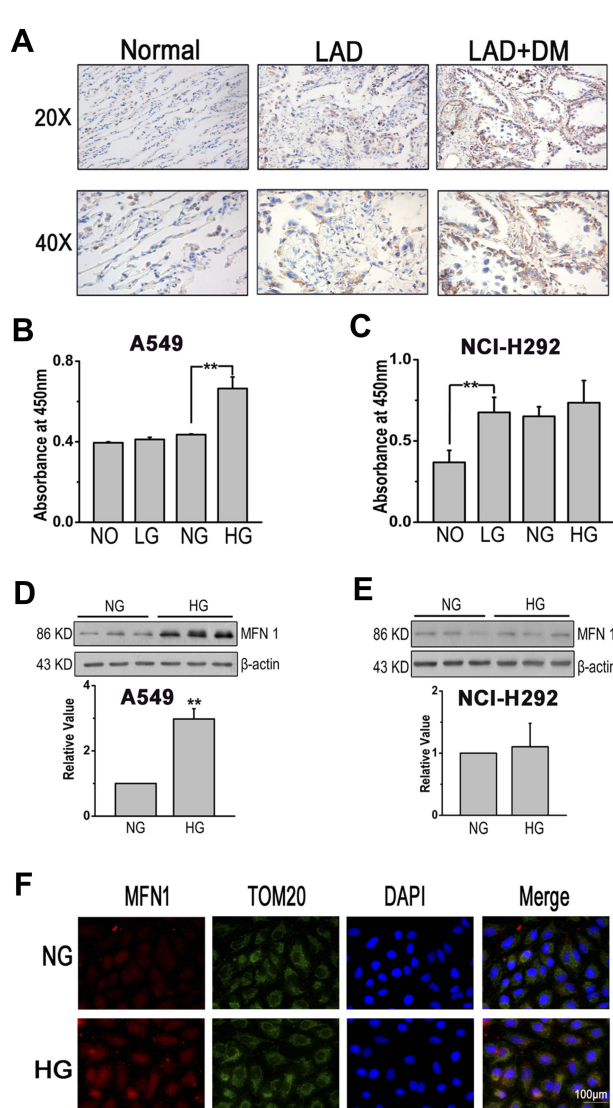 A
Normal LAD LAD+DM
20X
40X
B
A549
Absorbance at 450nm
0.8
0.4
0.0
**
NO LG NG HG
C
NCI-H292
Absorbance at 450nm
1.0
0.5
0.0
**
NO LG NG HG
D
NG HG
86 KD MFN 1
43 KD β-actin
A549
Relative Value
4
2
0
**
NG HG
E
NG HG
86 KD MFN 1
43 KD β-actin
NCI-H292
Relative Value
2
1
0
NG HG
F
MFN1 TOM20 DAPI Merge
NG
HG
100μm